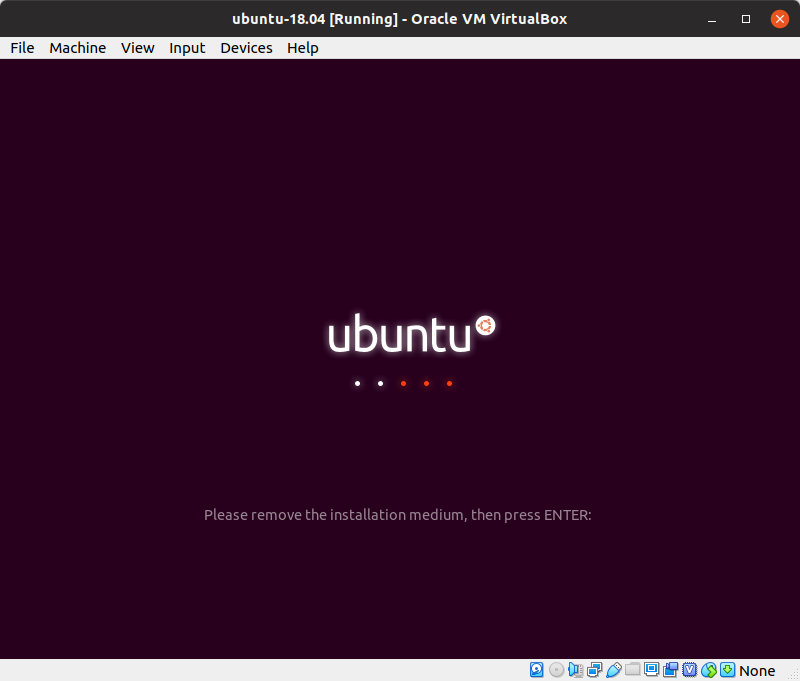 ubuntu-18.04 [Running] - Oracle VM VirtualBox
File Machine View Input Devices Help
ubuntu
Please remove the installation medium, then press ENTER:
None